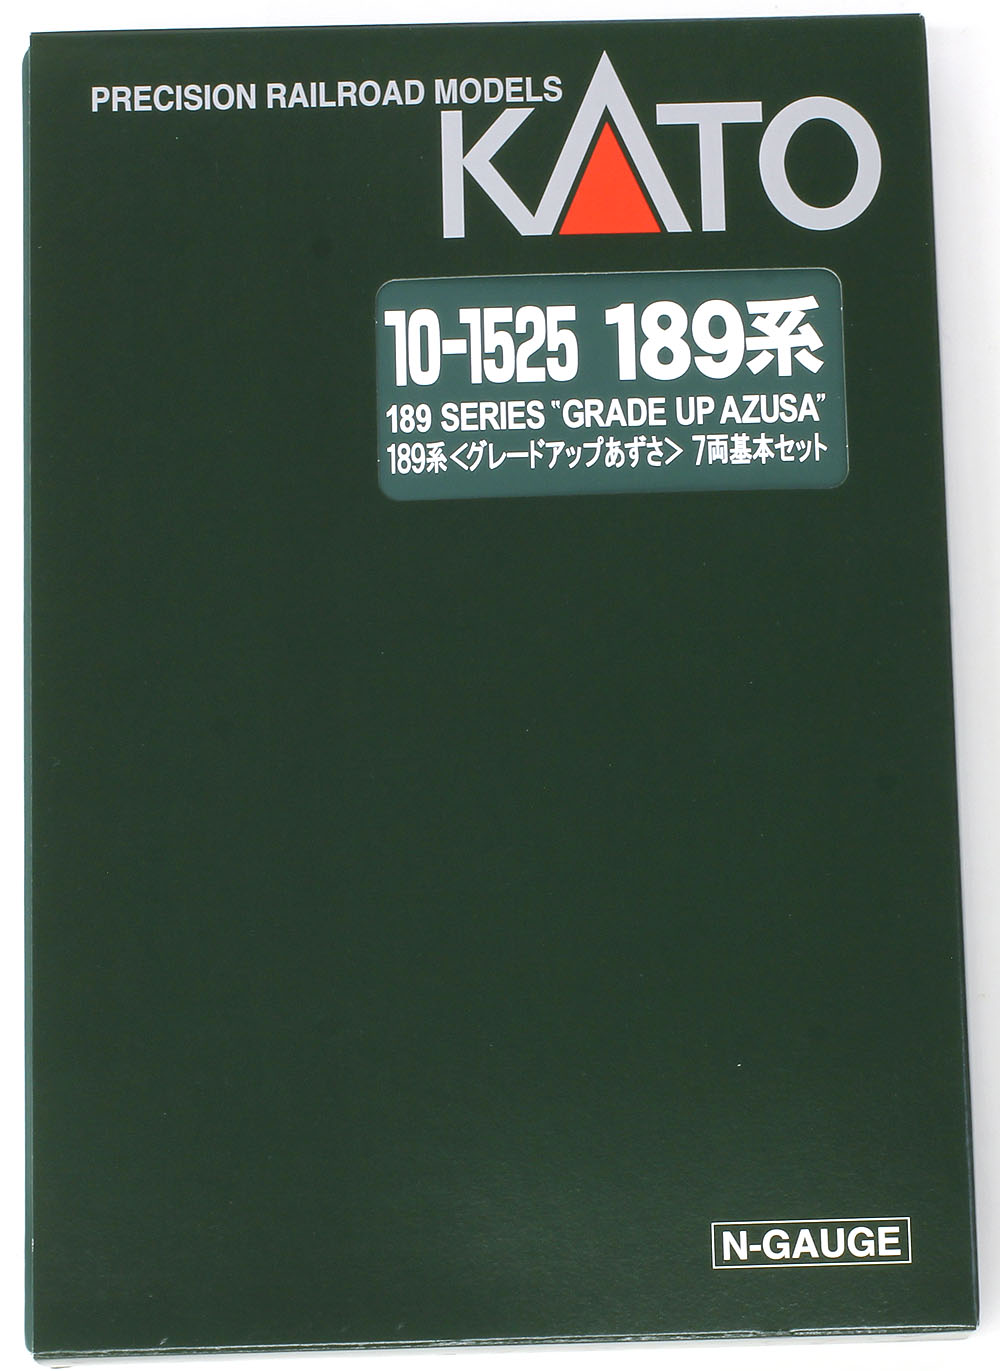 PRECISION RAILROAD MODELS
KATO
10-1525 189系
189 SERIES "GRADE UP AZUSA"
189系<グレードアップあずさ> 7両基本セット
N-GAUGE